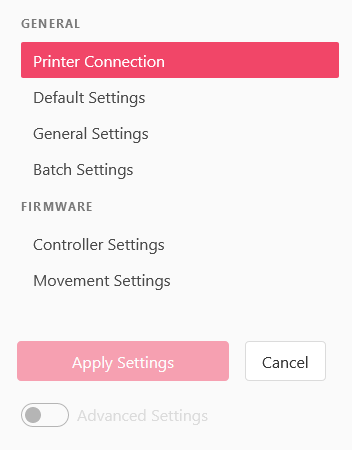 GENERAL
Printer Connection
Default Settings
General Settings
Batch Settings
FIRMWARE
Controller Settings
Movement Settings
Apply Settings
Cancel
Advanced Settings